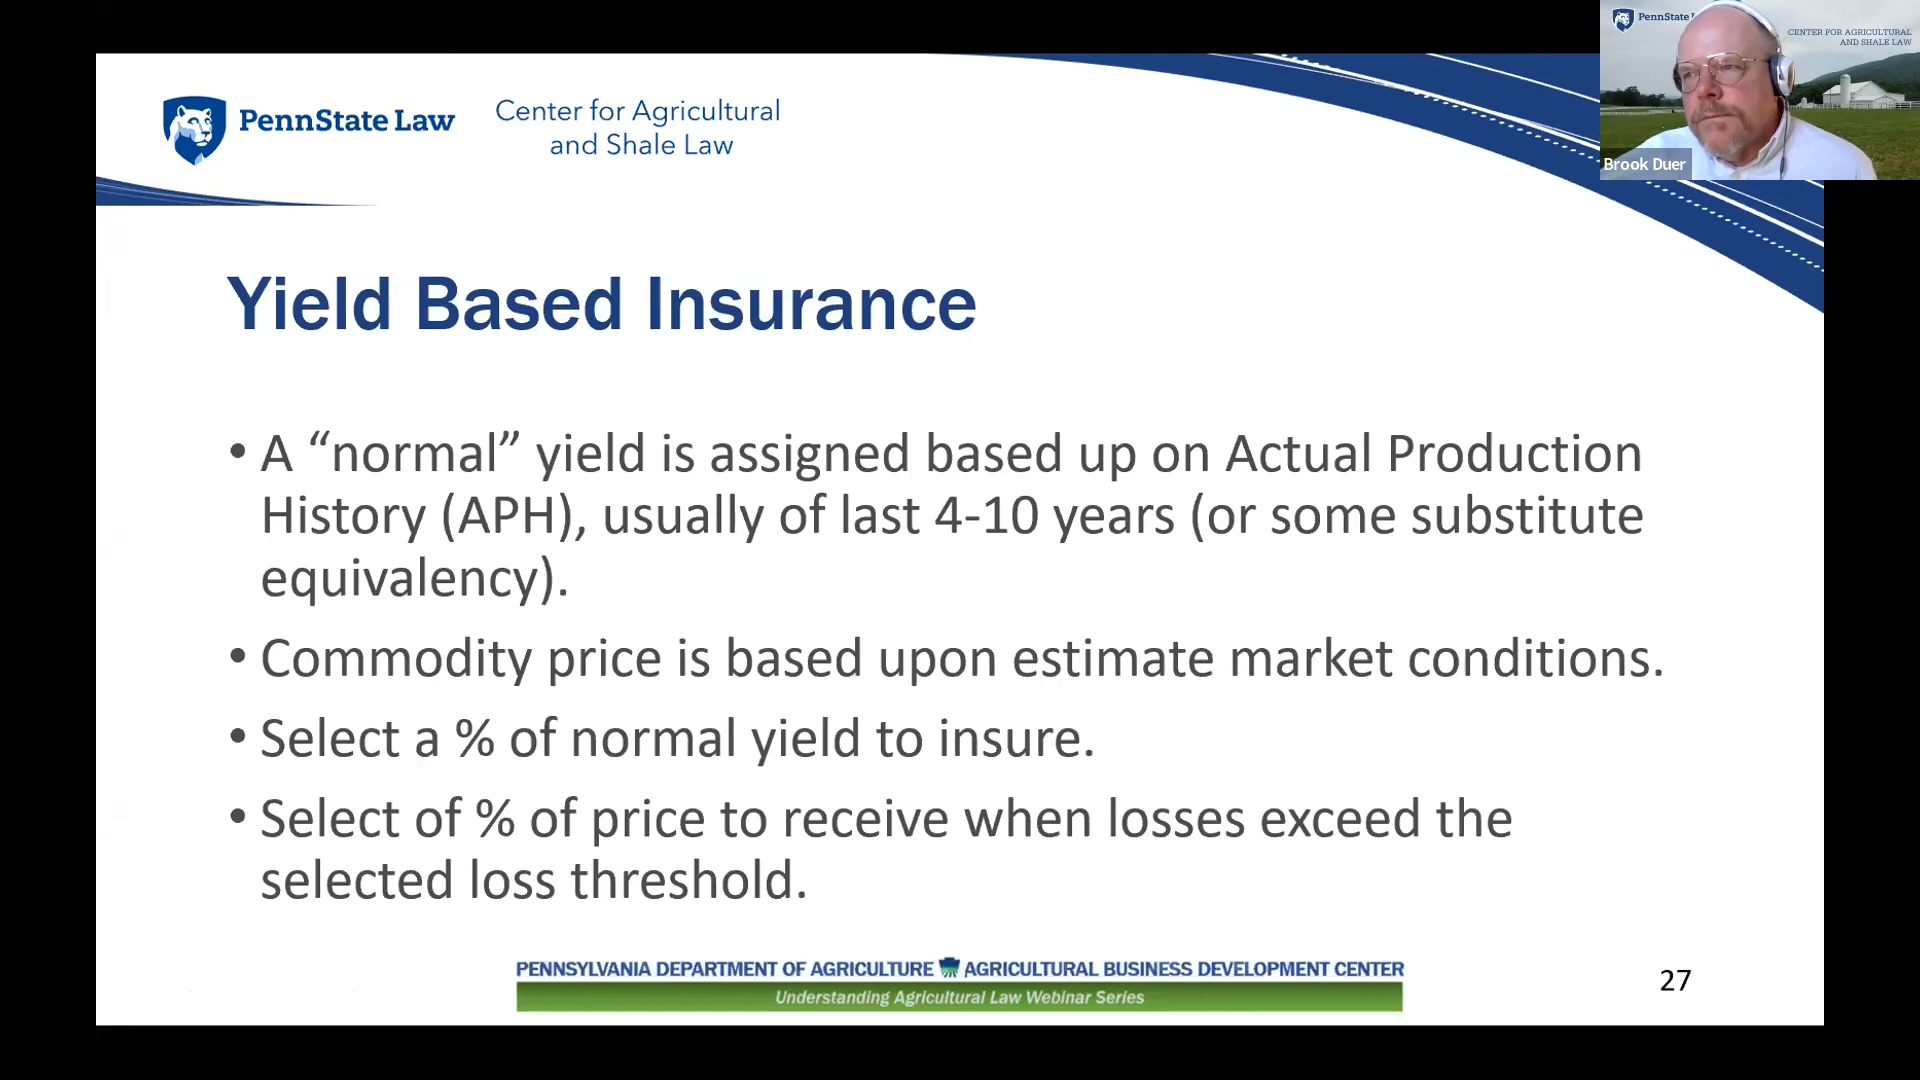 PennState Law
Center for Agricultural
and Shale Law
PennState
CENTER FOR AGRICULTURAL
AND SHALE LAW
Brook Duer
Yield Based Insurance
• A “normal” yield is assigned based up on Actual Production
History (APH), usually of last 4-10 years (or some substitute
equivalency).
• Commodity price is based upon estimate market conditions.
• Select a % of normal yield to insure.
• Select of % of price to receive when losses exceed the
selected loss threshold.
PENNSYLVANIA DEPARTMENT OF AGRICULTURE AGRICULTURAL BUSINESS DEVELOPMENT CENTER
Understanding Agricultural Law Webinar Series
27